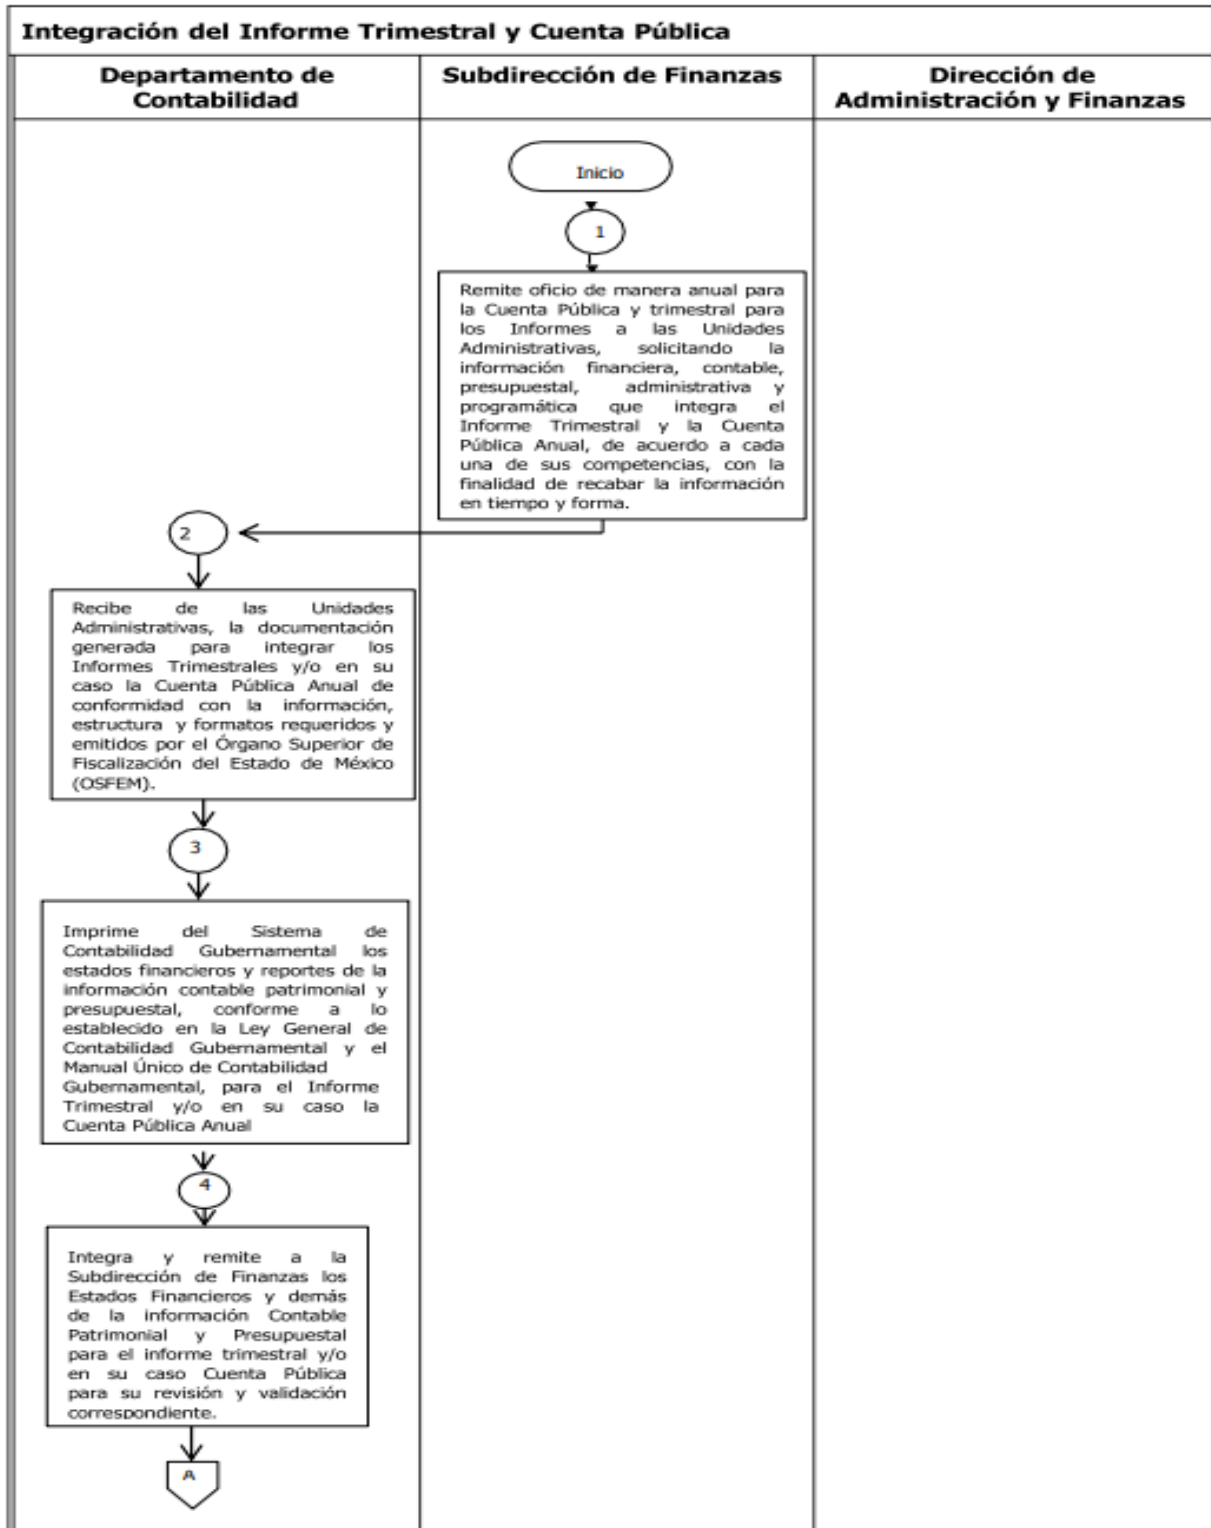 Integración del Informe Trimestral y Cuenta Pública
Departamento de
Contabilidad
Subdirección de Finanzas
Dirección de
Administración y Finanzas
Inicio
1
Remite oficio de manera anual para
la Cuenta Pública y trimestral para
los Informes a las Unidades
Administrativas, solicitando la
información financiera, contable,
presupuestal, administrativa y
programática que integra el
Informe Trimestral y la Cuenta
Pública Anual, de acuerdo a cada
una de sus competencias, con la
finalidad de recabar la información
en tiempo y forma.
2
Recibe de las Unidades
Administrativas, la documentación
generada para integrar los
Informes Trimestrales y/o en su
caso la Cuenta Pública Anual de
conformidad con la información,
estructura y formatos requeridos y
emitidos por el Órgano Superior de
Fiscalización del Estado de México
(OSFEM).
3
Imprime del Sistema de
Contabilidad Gubernamental los
estados financieros y reportes de la
información contable patrimonial y
presupuestal, conforme a lo
establecido en la Ley General de
Contabilidad Gubernamental y el
Manual Único de Contabilidad
Gubernamental, para el Informe
Trimestral y/o en su caso la
Cuenta Pública Anual
4
Integra y remite a la
Subdirección de Finanzas los
Estados Financieros y demás
de la información Contable
Patrimonial y Presupuestal
para el informe trimestral y/o
en su caso Cuenta Pública
para su revisión y validación
correspondiente.
A